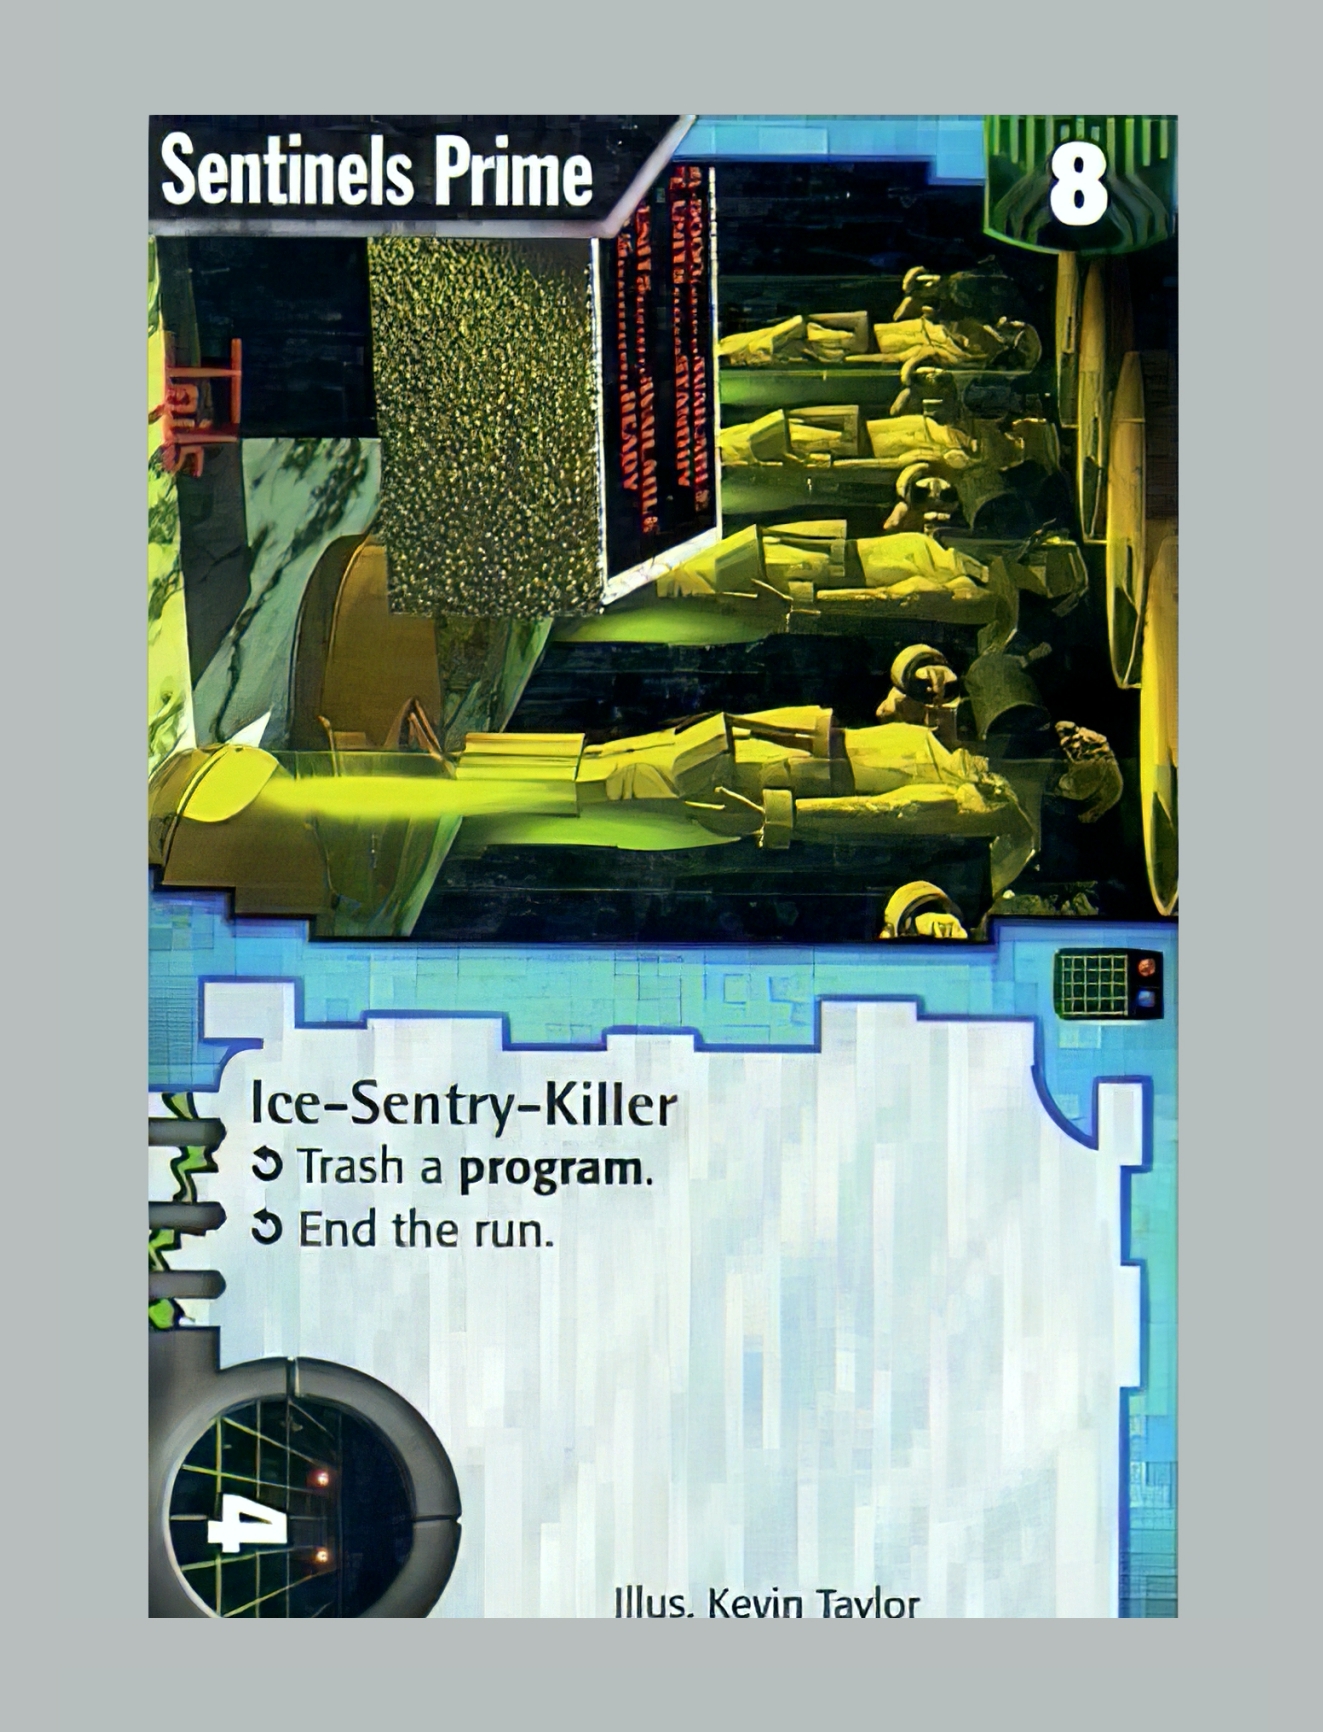 Sentinels Prime
8
Ice-Sentry-Killer
Trash a program.
End the run.
4
Illus. Kevin Taylor